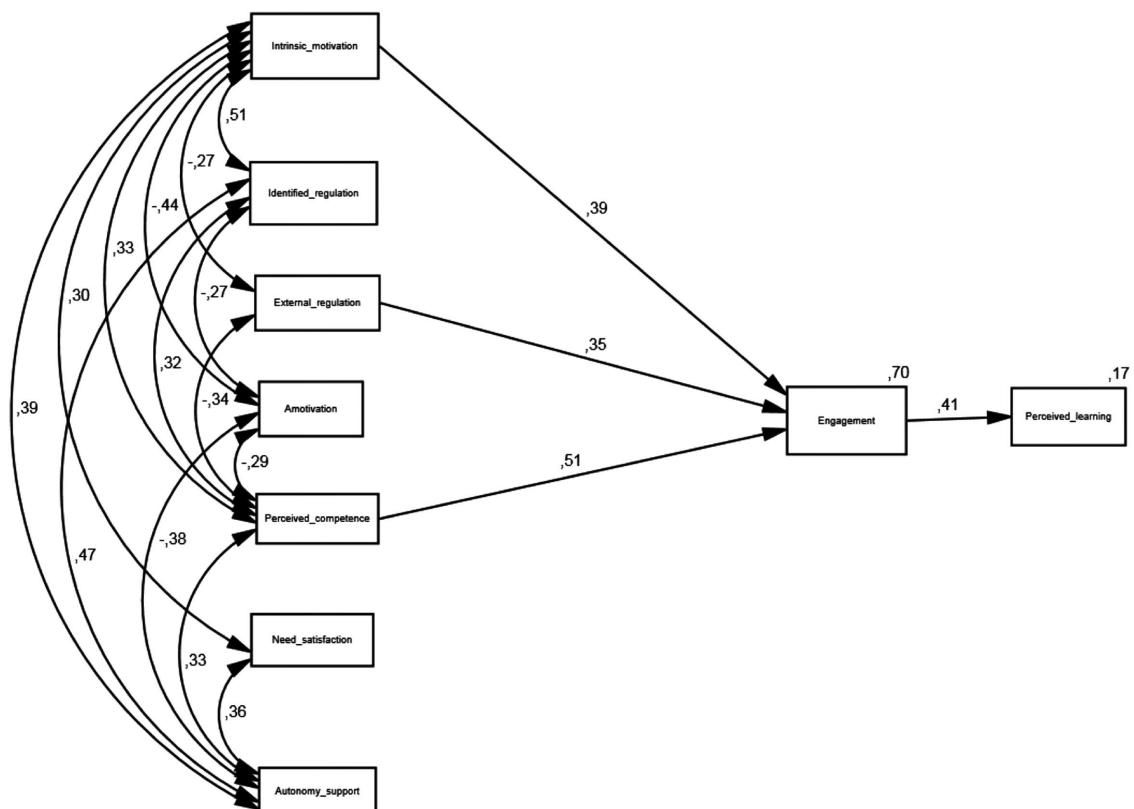 Intrinsic_motivation
,51
Identified_regulation
-,27
-,44
,39
,33
,30
External_regulation
-,27
,35
,32
,70
,17
-,34
Amotivation
,39
Engagement
,41
Perceived_learning
-,29
,51
Perceived_competence
-,38
,47
Need_satisfaction
,33
,36
Autonomy_support